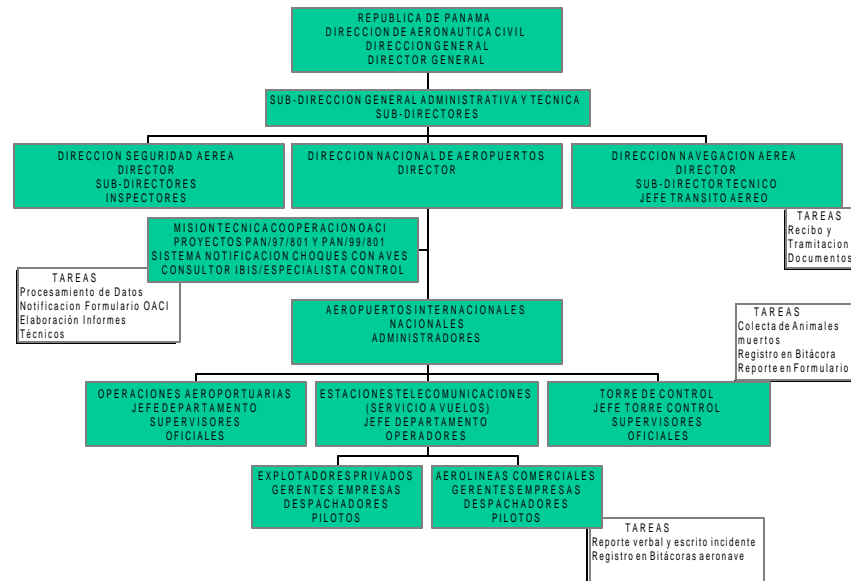 REPUBLICA DE PANAMA
DIRECCION DE AERONAUTICA CIVIL
DIRECCION GENERAL
DIRECTOR GENERAL
SUB-DIRECCION GENERAL ADMINISTRATIVA Y TECNICA
SUB-DIRECTORES
DIRECCION SEGURIDAD AEREA
DIRECTOR
SUB-DIRECTORES
INSPECTORES
DIRECCION NACIONAL DE AEROPUERTOS
DIRECTOR
DIRECCION NAVEGACION AEREA
DIRECTOR
SUB-DIRECTOR TECNICO
JEFE TRANSITO AEREO
TAREAS
Recibo y
Tramitacion
Documentos
MISION TECNICA COOPERACION OACI
PROYECTOS PAN/97/801 Y PAN/99/801
SISTEMA NOTIFICACION CHOQUES CON AVES
CONSULTOR IBIS/ESPECIALISTA CONTROL
TAREAS
Procesamiento de Datos
Notificacion Formulario OACI
Elaboración Informes
Técnicos
AEROPUERTOS INTERNACIONALES
NACIONALES
ADMINISTRADORES
TAREAS
Colecta de Animales
muertos
Registro en Bitácora
Reporte en Formulario
OPERACIONES AEROPORTUARIAS
JEFE DEPARTAMENTO
SUPERVISORES
OFICIALES
ESTACIONES TELECOMUNICACIONES
(SERVICIO A VUELOS)
JEFE DEPARTAMENTO
OPERADORES
TORRE DE CONTROL
JEFE TORRE CONTROL
SUPERVISORES
OFICIALES
EXPLOTADORES PRIVADOS
GERENTES EMPRESAS
DESPACHADORES
PILOTOS
AEROLINEAS COMERCIALES
GERENTES EMPRESAS
DESPACHADORES
PILOTOS
TAREAS
Reporte verbal y escrito incidente
Registro en Bitácoras aeronave